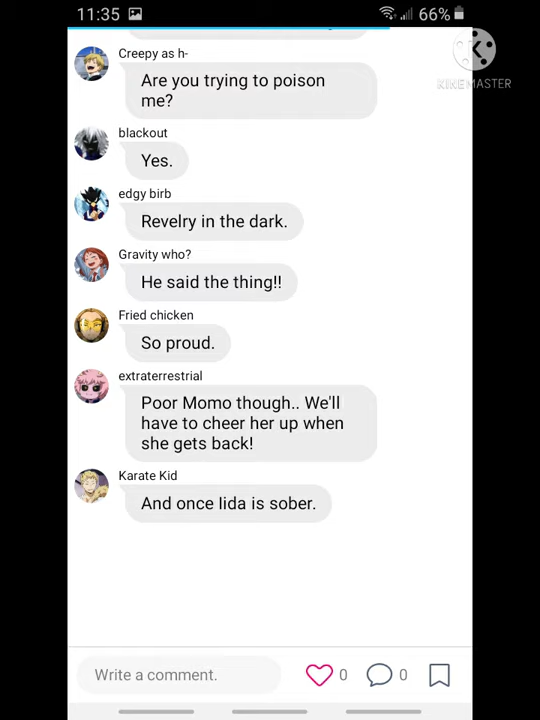 11:35
66%
KINEMASTER
Creepy as h-
Are you trying to poison
me?
blackout
Yes.
edgy birb
Revelry in the dark.
Gravity who?
He said the thing!!
Fried chicken
So proud.
extraterrestrial
Poor Momo though.. We'll
have to cheer her up when
she gets back!
Karate Kid
And once Iida is sober.
Write a comment.
0
0